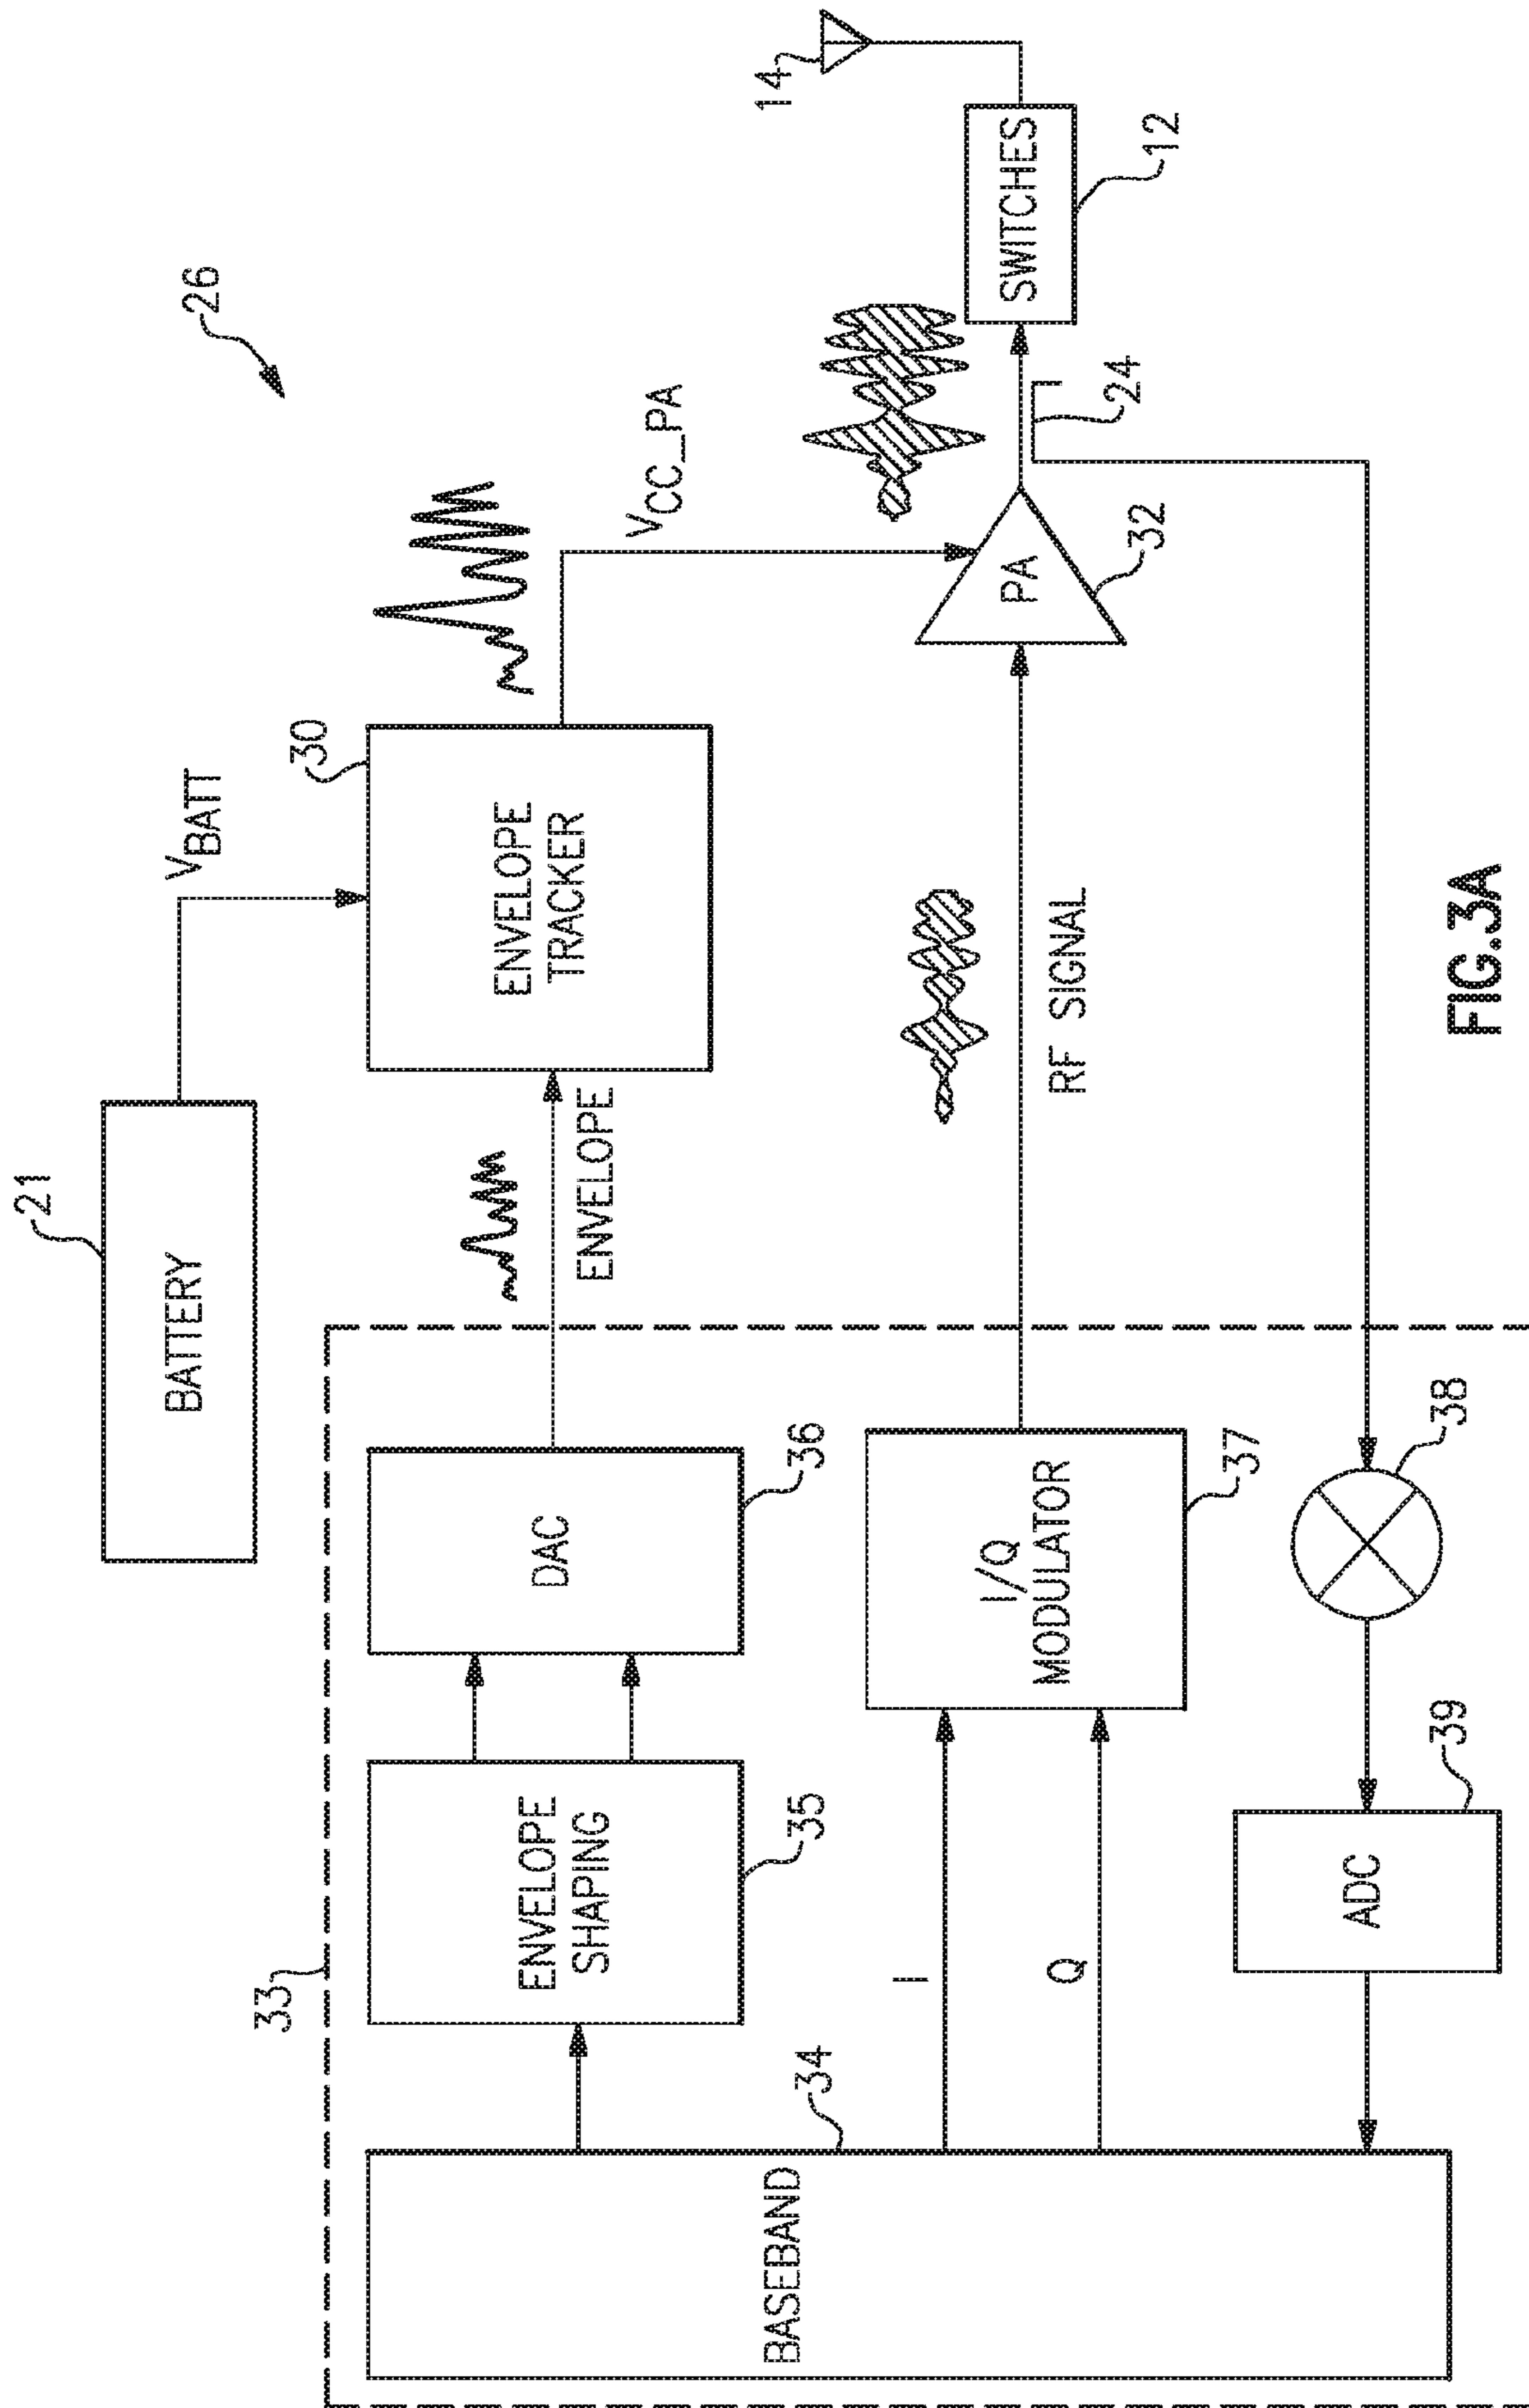 26
21
BATTERY
V_BATT
30
ENVELOPE
TRACKER
ENVELOPE
V_CC_PA
33
ENVELOPE
SHAPING
35
DAC
36
BASEBAND
34
I
Q
I/Q
MODULATOR
37
RF SIGNAL
PA
32
24
SWITCHES
12
14
38
ADC
39
FIG.3A